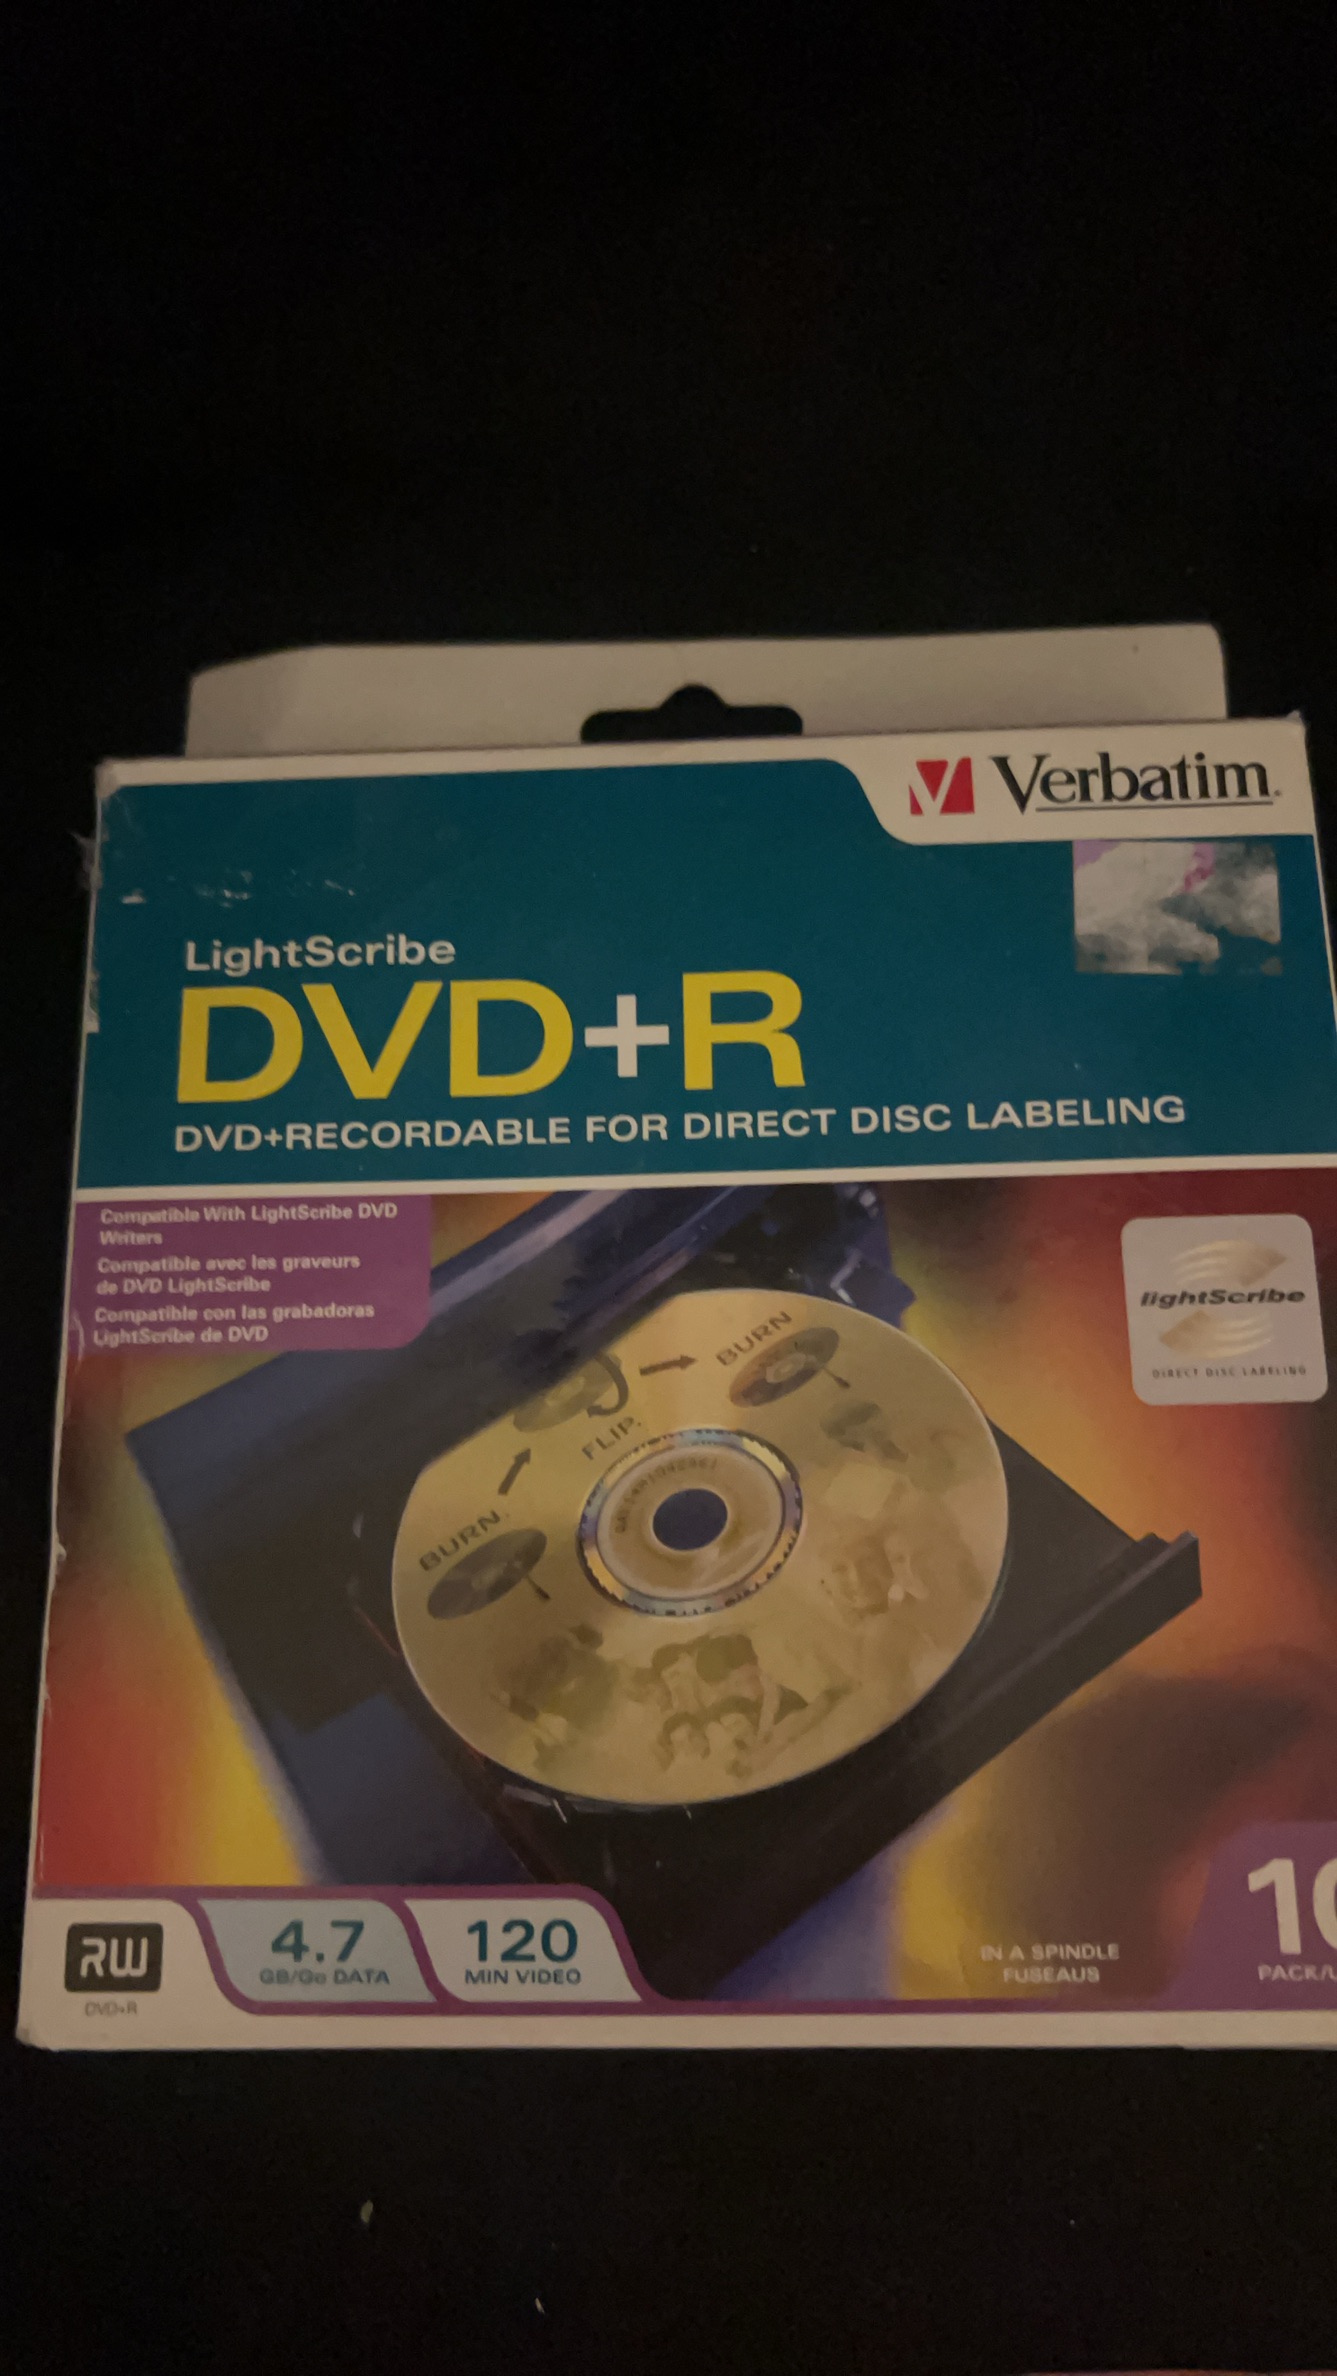 Verbatim.
LightScribe
DVD+R
DVD+RECORDABLE FOR DIRECT DISC LABELING
Compatible With LightScribe DVD
Writers
Compatible avec les graveurs
de DVD LightScribe
Compatible con las grabadoras
LightScribe de DVD
lightScribe
DIRECT DISC LABELING
BURN
FLIP.
BURN.
10
PACK/
IN A SPINDLE
FUSEAUS
RW
DVD+R
4.7
GB/Go DATA
120
MIN VIDEO